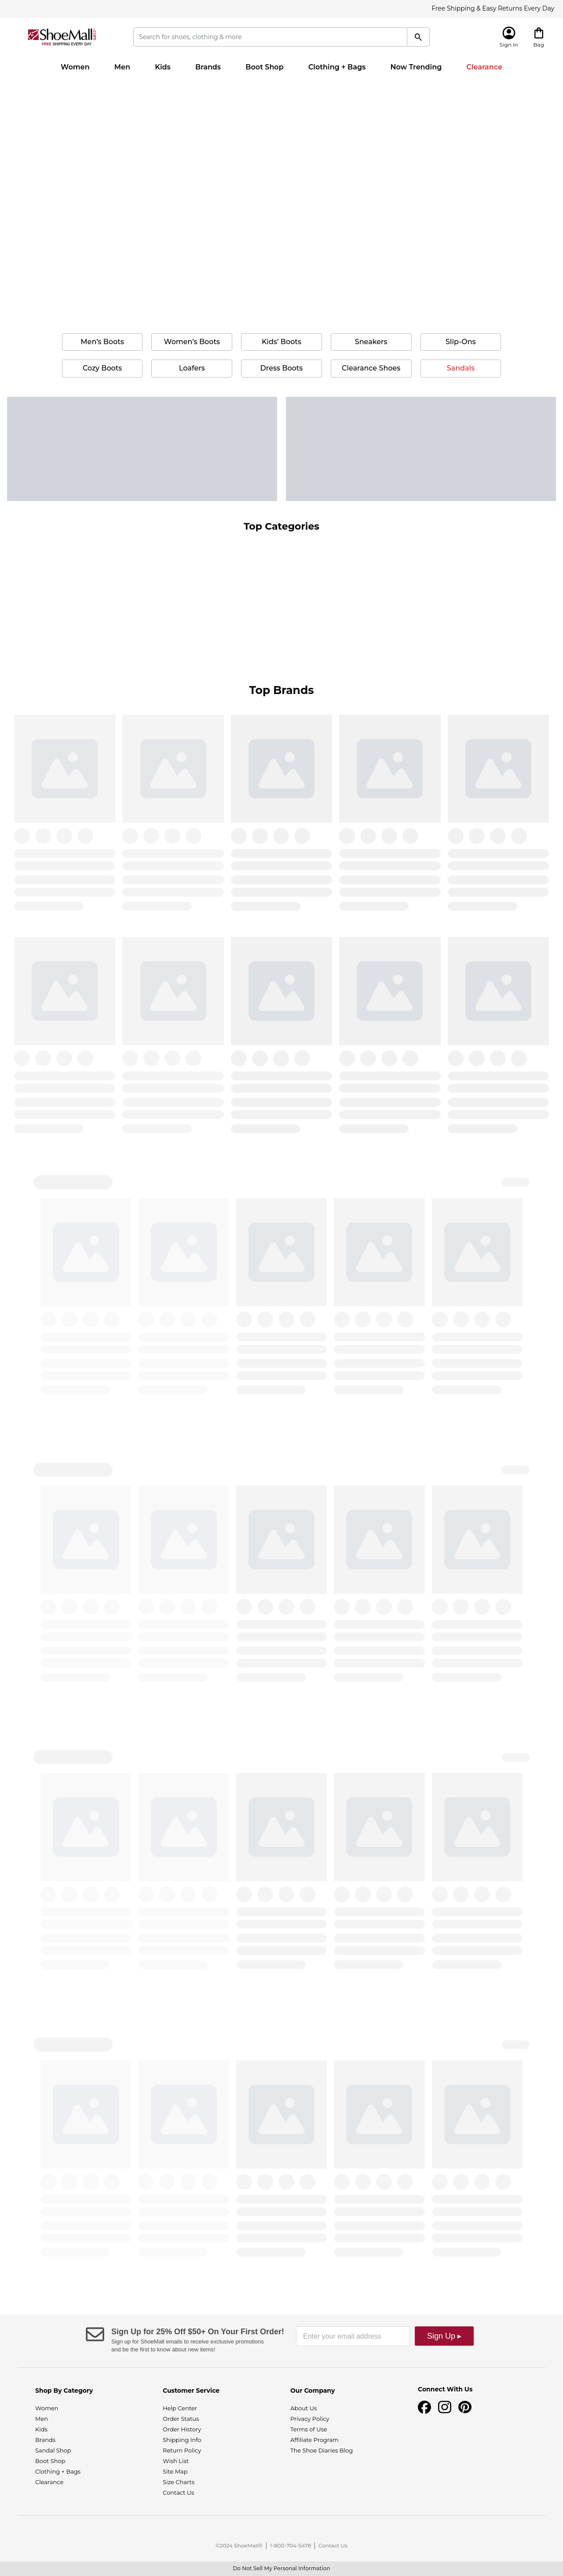 Free Shipping & Easy Returns Every Day
ShoeMall
FREE SHIPPING EVERY DAY
Search for shoes, clothing & more
Sign In
Bag
Women Men Kids Brands Boot Shop Clothing + Bags Now Trending Clearance
Men's Boots Women's Boots Kids' Boots Sneakers Slip-Ons
Cozy Boots Loafers Dress Boots Clearance Shoes Sandals
Top Categories
Top Brands
Sign Up for 25% Off $50+ On Your First Order!
Sign up for ShoeMall emails to receive exclusive promotions
and be the first to know about new items!
Enter your email address
Sign Up ▸
Shop By Category
Women
Men
Kids
Brands
Sandal Shop
Boot Shop
Clothing + Bags
Clearance
Customer Service
Help Center
Order Status
Order History
Shipping Info
Return Policy
Wish List
Site Map
Size Charts
Contact Us
Our Company
About Us
Privacy Policy
Terms of Use
Affiliate Program
The Shoe Diaries Blog
Connect With Us
©2024 ShoeMall® | 1-800-704-5478 | Contact Us
Do Not Sell My Personal Information